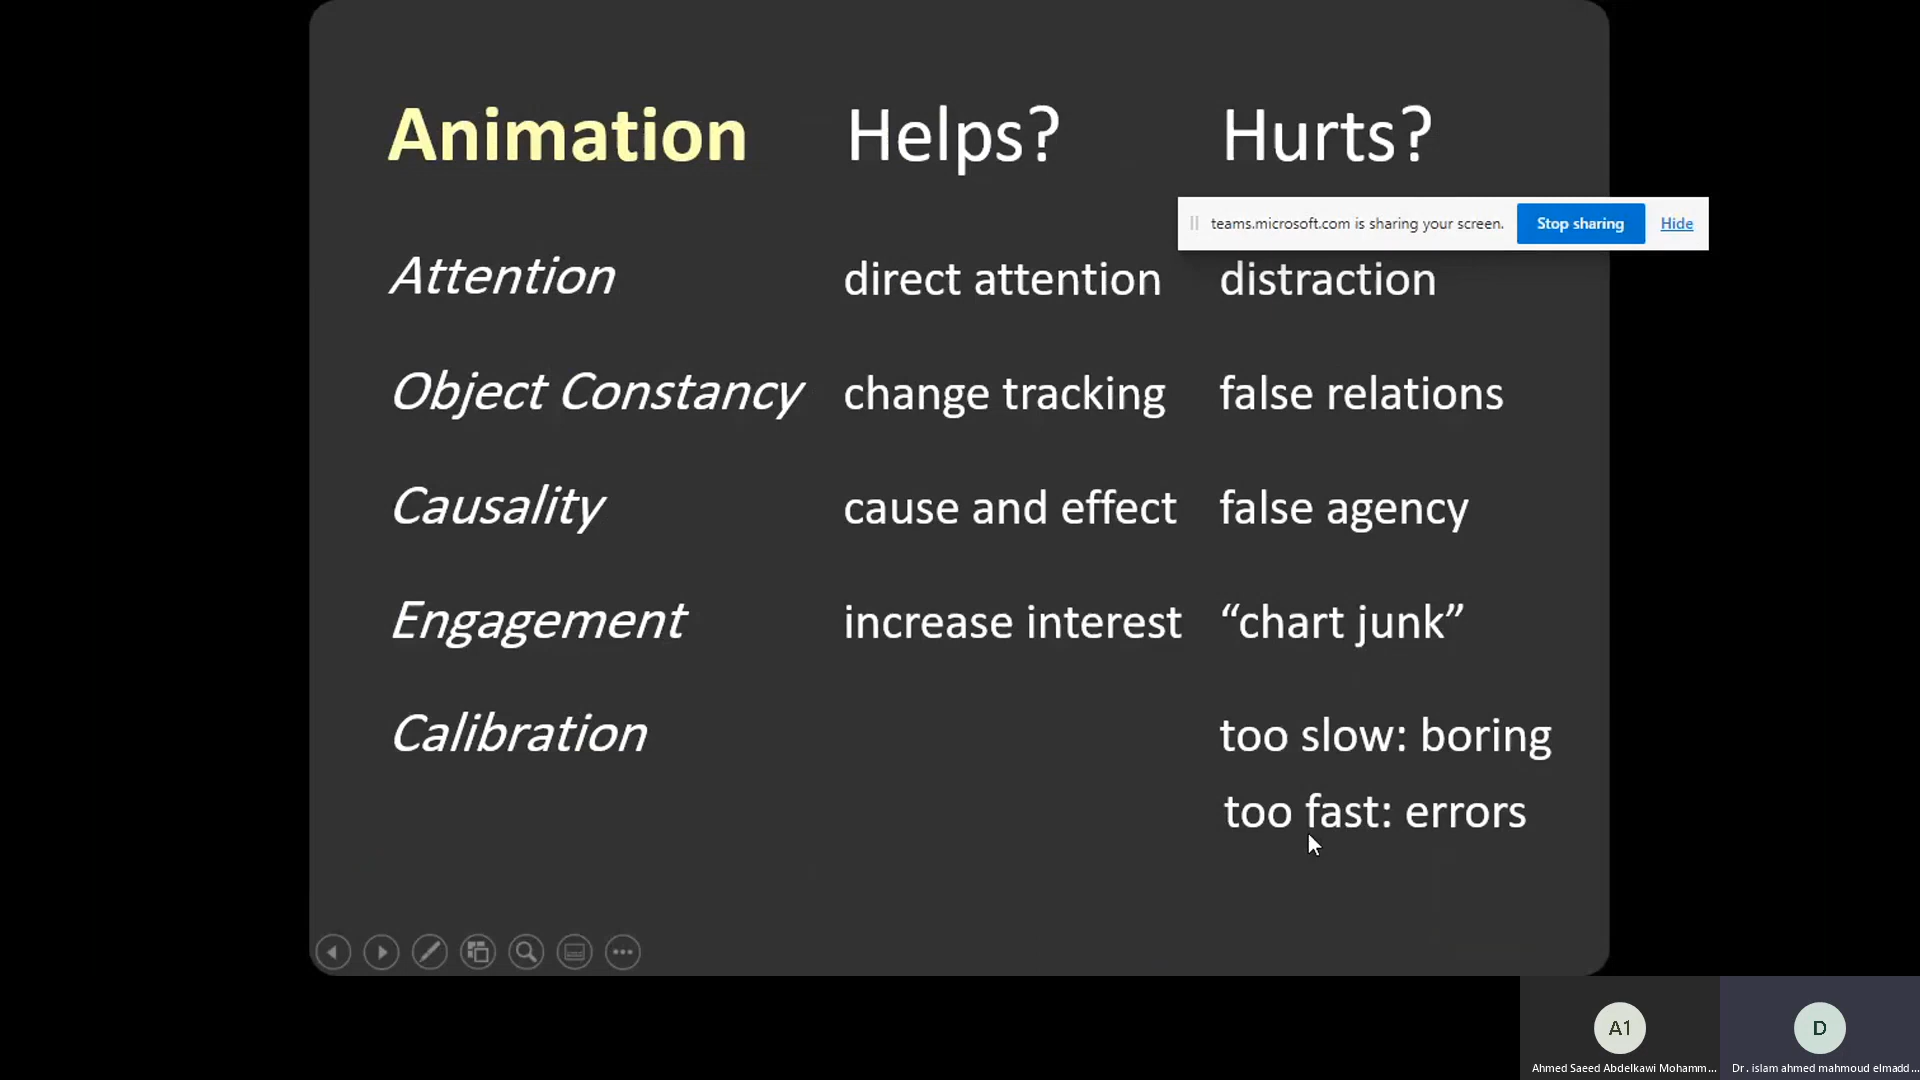 Animation Helps? Hurts?
teams.microsoft.com is sharing your screen. Stop sharing Hide
Attention direct attention distraction
Object Constancy change tracking false relations
Causality cause and effect false agency
Engagement increase interest “chart junk”
Calibration too slow: boring
too fast: errors
A1 D
Ahmed Saeed Abdelkawi Mohamm... Dr. islam ahmed mahmoud elmadd...